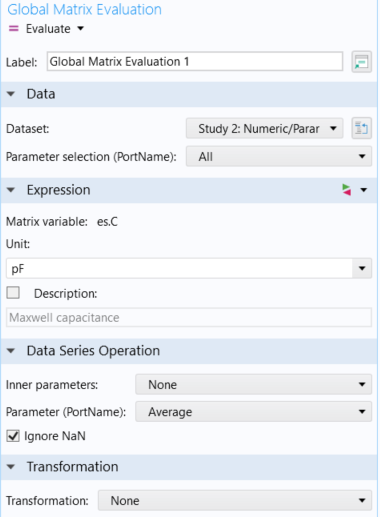 Global Matrix Evaluation
= Evaluate
Label: Global Matrix Evaluation 1
Data
Dataset: Study 2: Numeric/Parar
Parameter selection (PortName): All
Expression
Matrix variable: es.C
Unit:
pF
Description:
Maxwell capacitance
Data Series Operation
Inner parameters: None
Parameter (PortName): Average
Ignore NaN
Transformation
Transformation: None